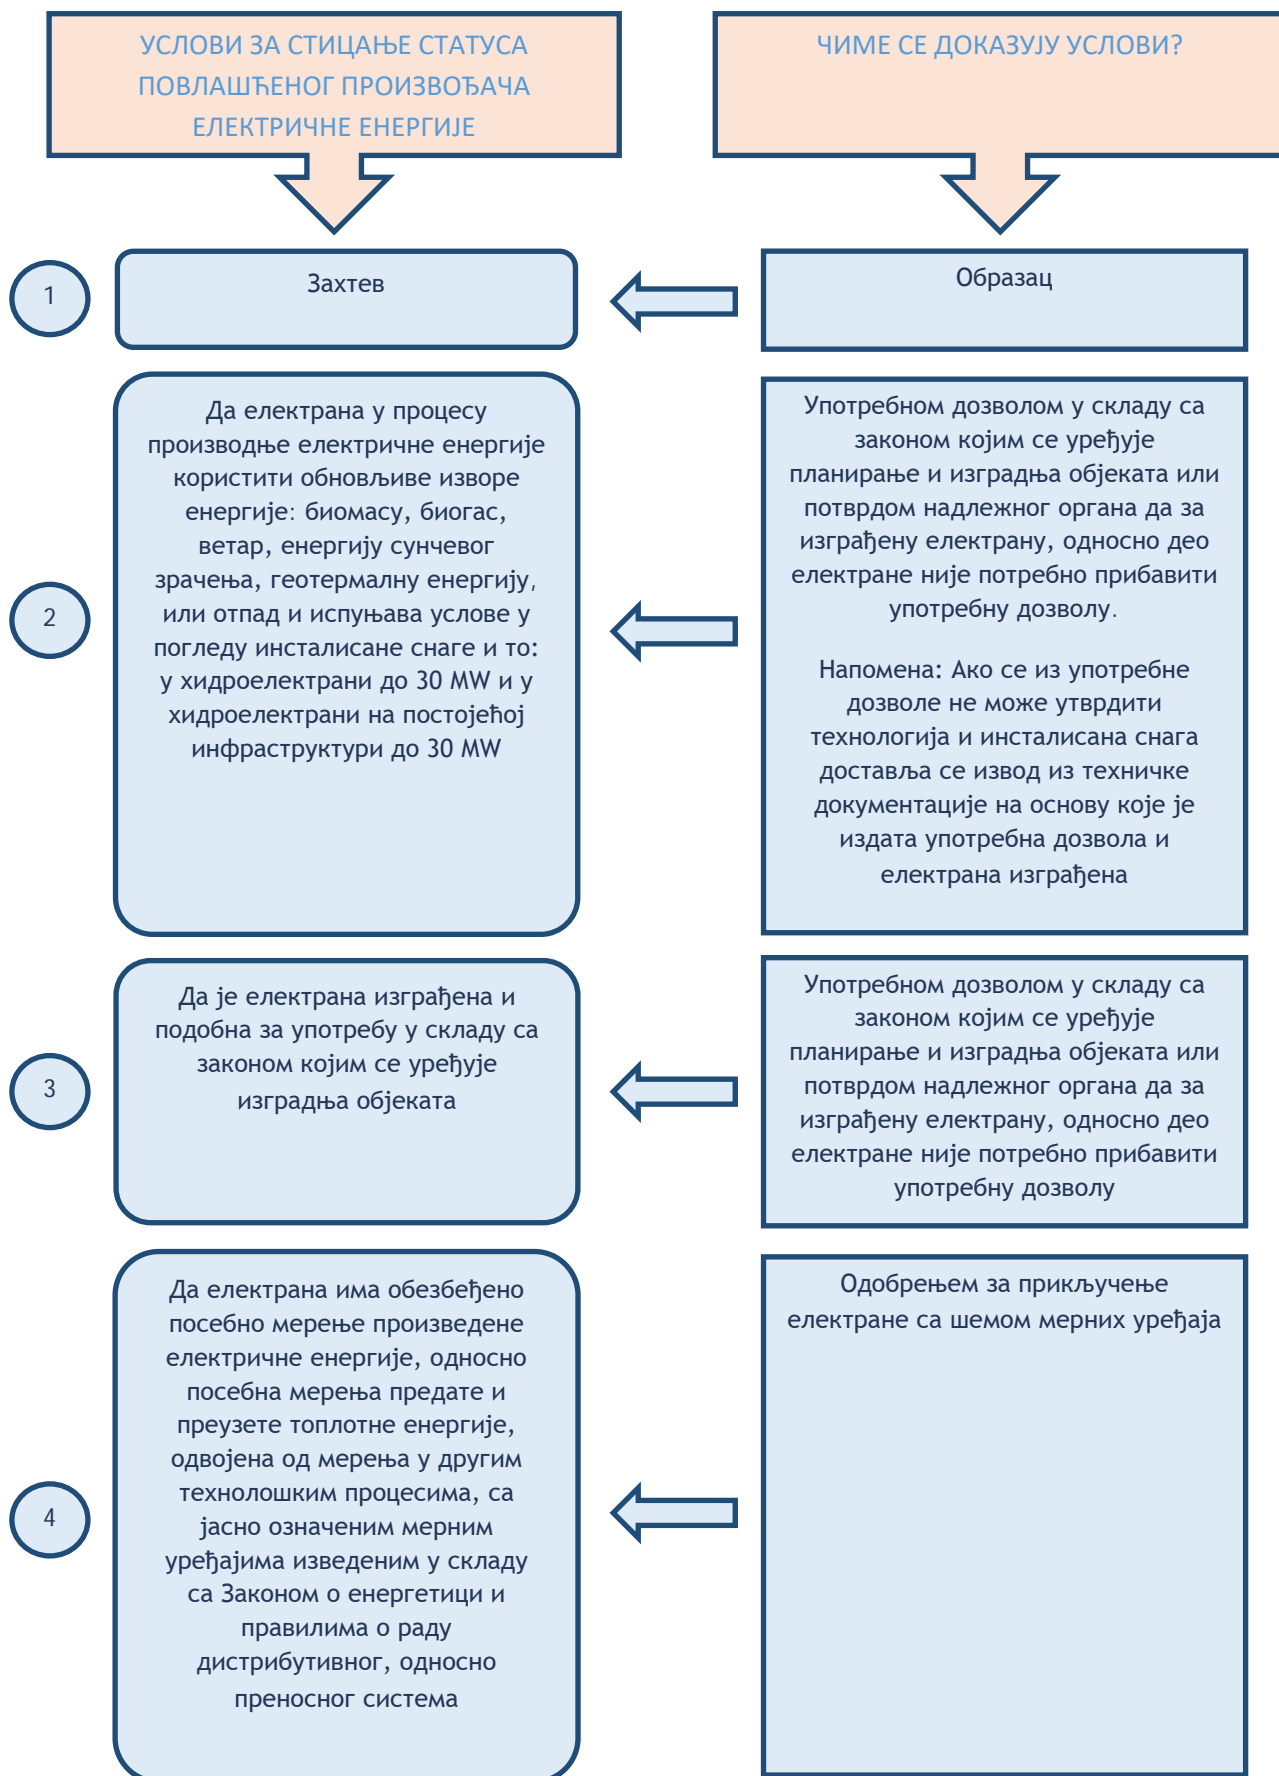 УСЛОВИ ЗА СТИЦАЊЕ СТАТУСА
ПОВЛАШЋЕНОГ ПРОИЗВОЂАЧА
ЕЛЕКТРИЧНЕ ЕНЕРГИЈЕ
ЧИМЕ СЕ ДОКАЗУЈУ УСЛОВИ?
1
Захтев
Образац
2
Да електрана у процесу
производње електричне енергије
користити обновљиве изворе
енергије: биомасу, биогас,
ветар, енергију сунчевог
зрачења, геотермалну енергију,
или отпад и испуњава услове у
погледу инсталисане снаге и то:
у хидроелектрани до 30 MW и у
хидроелектрани на постојећој
инфраструктури до 30 MW
Употребном дозволом у складу са
законом којим се уређује
планирање и изградња објеката или
потврдом надлежног органа да за
изграђену електрану, односно део
електране није потребно прибавити
употребну дозволу.
Напомена: Ако се из употребне
дозволе не може утврдити
технологија и инсталисана снага
доставља се извод из техничке
документације на основу које је
издата употребна дозвола и
електрана изграђена
3
Да је електрана изграђена и
подобна за употребу у складу са
законом којим се уређује
изградња објеката
Употребном дозволом у складу са
законом којим се уређује
планирање и изградња објеката или
потврдом надлежног органа да за
изграђену електрану, односно део
електране није потребно прибавити
употребну дозволу
4
Да електрана има обезбеђено
посебно мерење произведене
електричне енергије, односно
посебна мерења предате и
преузете топлотне енергије,
одвојена од мерења у другим
технолошким процесима, са
јасно означеним мерним
уређајима изведеним у складу
са Законом о енергетици и
правилима о раду
дистрибутивног, односно
преносног система
Одобрењем за прикључење
електране са шемом мерних уређаја